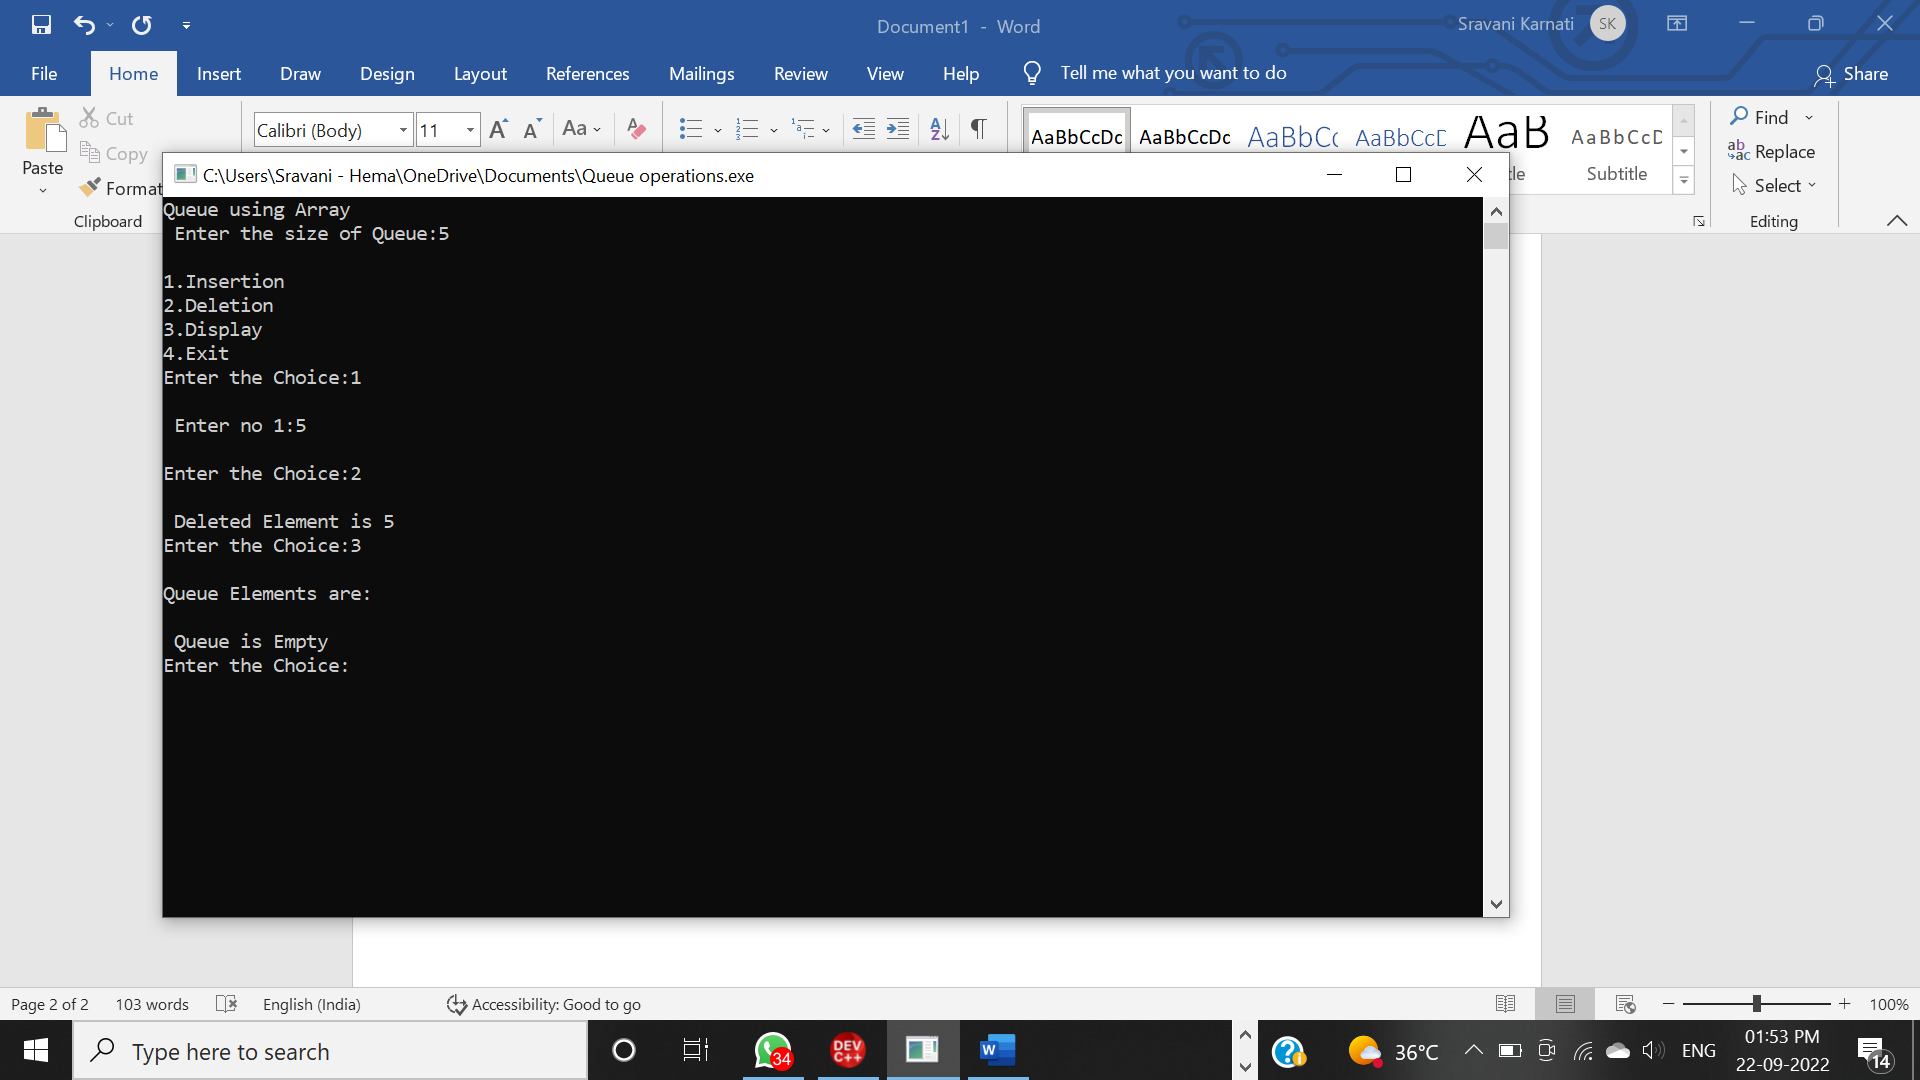 Document1 - Word
Sravani Karnati
SK
File
Home
Insert
Draw
Design
Layout
References
Mailings
Review
View
Help
Tell me what you want to do
Share
Paste
Cut
Copy
Format
Clipboard
Calibri (Body)
11
Aa
AaBbCcDc
AaBbCcDc
AaBbCc
AaBbCcD
AaB
AaBbCcD
Subtitle
Find
Replace
Select
Editing
C:\Users\Sravani - Hema\OneDrive\Documents\Queue operations.exe
Queue using Array
Enter the size of Queue:5
1.Insertion
2.Deletion
3.Display
4.Exit
Enter the Choice:1
Enter no 1:5
Enter the Choice:2
Deleted Element is 5
Enter the Choice:3
Queue Elements are:
Queue is Empty
Enter the Choice:
Page 2 of 2
103 words
English (India)
Accessibility: Good to go
100%
Type here to search
34
DEV
C++
W
36°C
ENG
01:53 PM
22-09-2022
14